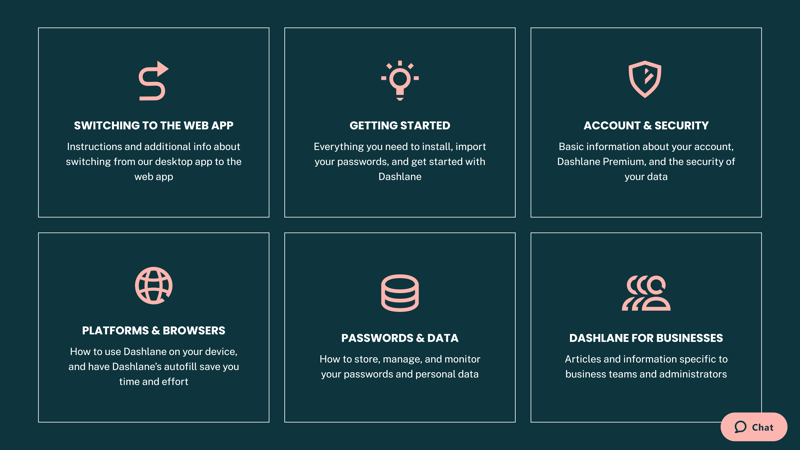 SWITCHING TO THE WEB APP
Instructions and additional info about
switching from our desktop app to the
web app
GETTING STARTED
Everything you need to install, import
your passwords, and get started with
Dashlane
ACCOUNT & SECURITY
Basic information about your account,
Dashlane Premium, and the security of
your data
PLATFORMS & BROWSERS
How to use Dashlane on your device,
and have Dashlane's autofill save you
time and effort
PASSWORDS & DATA
How to store, manage, and monitor
your passwords and personal data
DASHLANE FOR BUSINESSES
Articles and information specific to
business teams and administrators
Chat